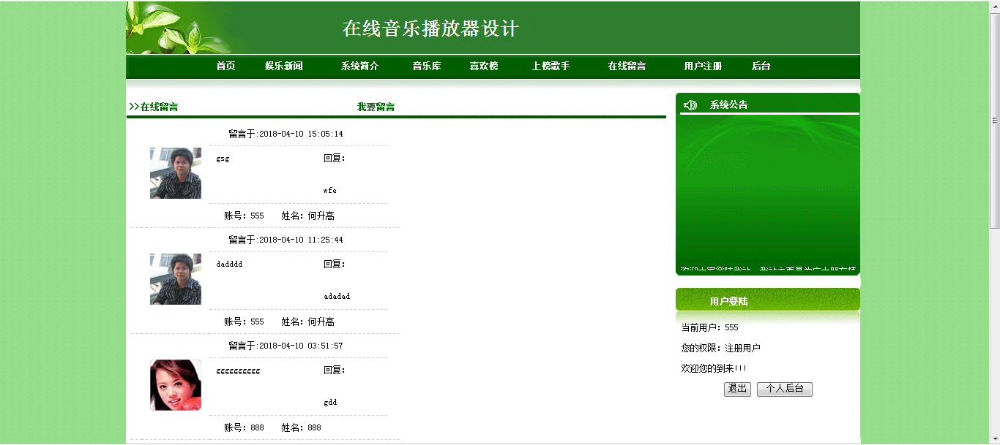 在线音乐播放器设计
首页 娱乐新闻 系统简介 音乐库 喜欢榜 上榜歌手 在线留言 用户注册 后台
>>在线留言 我要留言
留言于:2018-04-10 15:05:14
gsg 回复:
wfe
账号: 555 姓名: 何升高
留言于:2018-04-10 11:25:44
dadddd 回复:
adadad
账号: 555 姓名: 何升高
留言于:2018-04-10 03:51:57
gggggggggg 回复:
gdd
账号: 888 姓名: 888
系统公告
用户登陆
当前用户: 555
您的权限: 注册用户
欢迎您的到来!!!
退出 个人后台